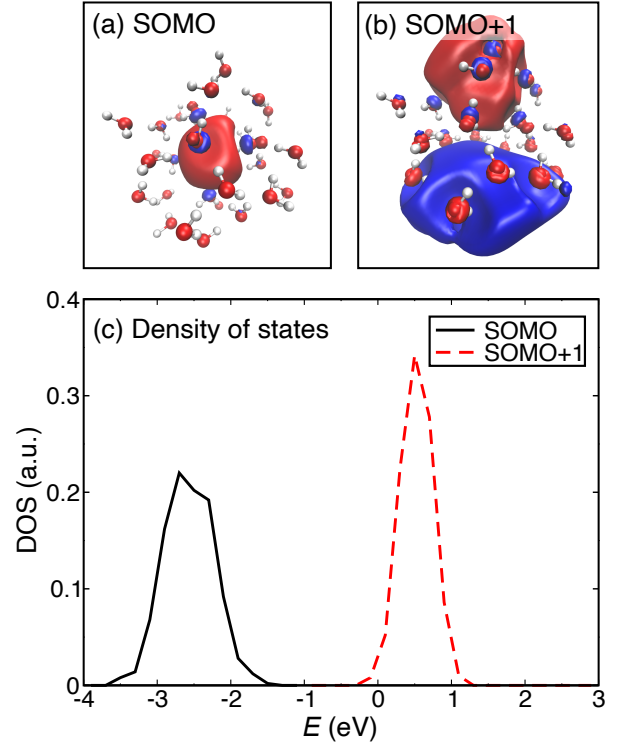 (a) SOMO
(b) SOMO+1
(c) Density of states
SOMO
SOMO+1
DOS (a.u.)
0.4
0.3
0.2
0.1
0
-4 -3 -2 -1 0 1 2 3
E (eV)